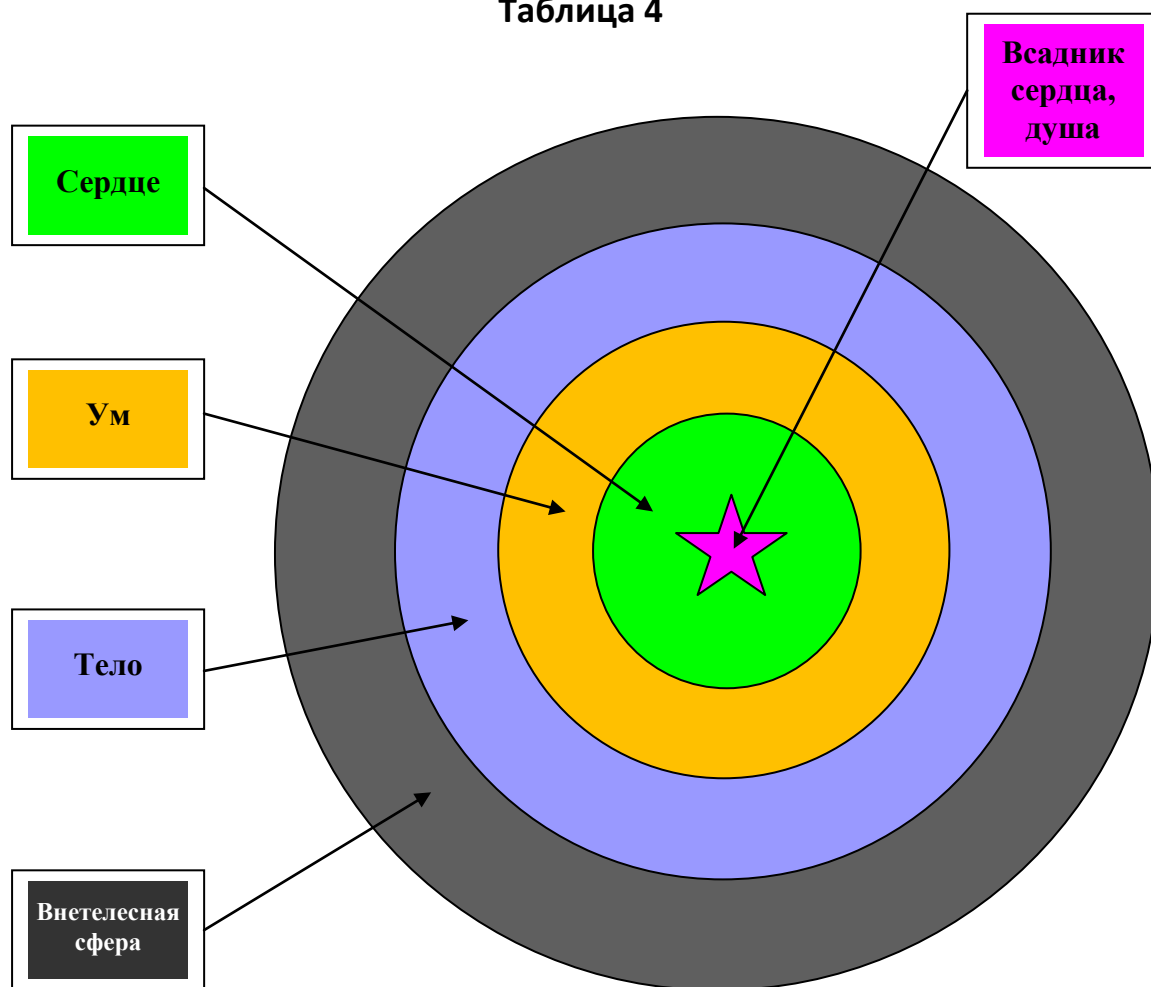 Таблица 4
Всадник
сердца,
душа
Сердце
Ум
Тело
Внетелесная
сфера